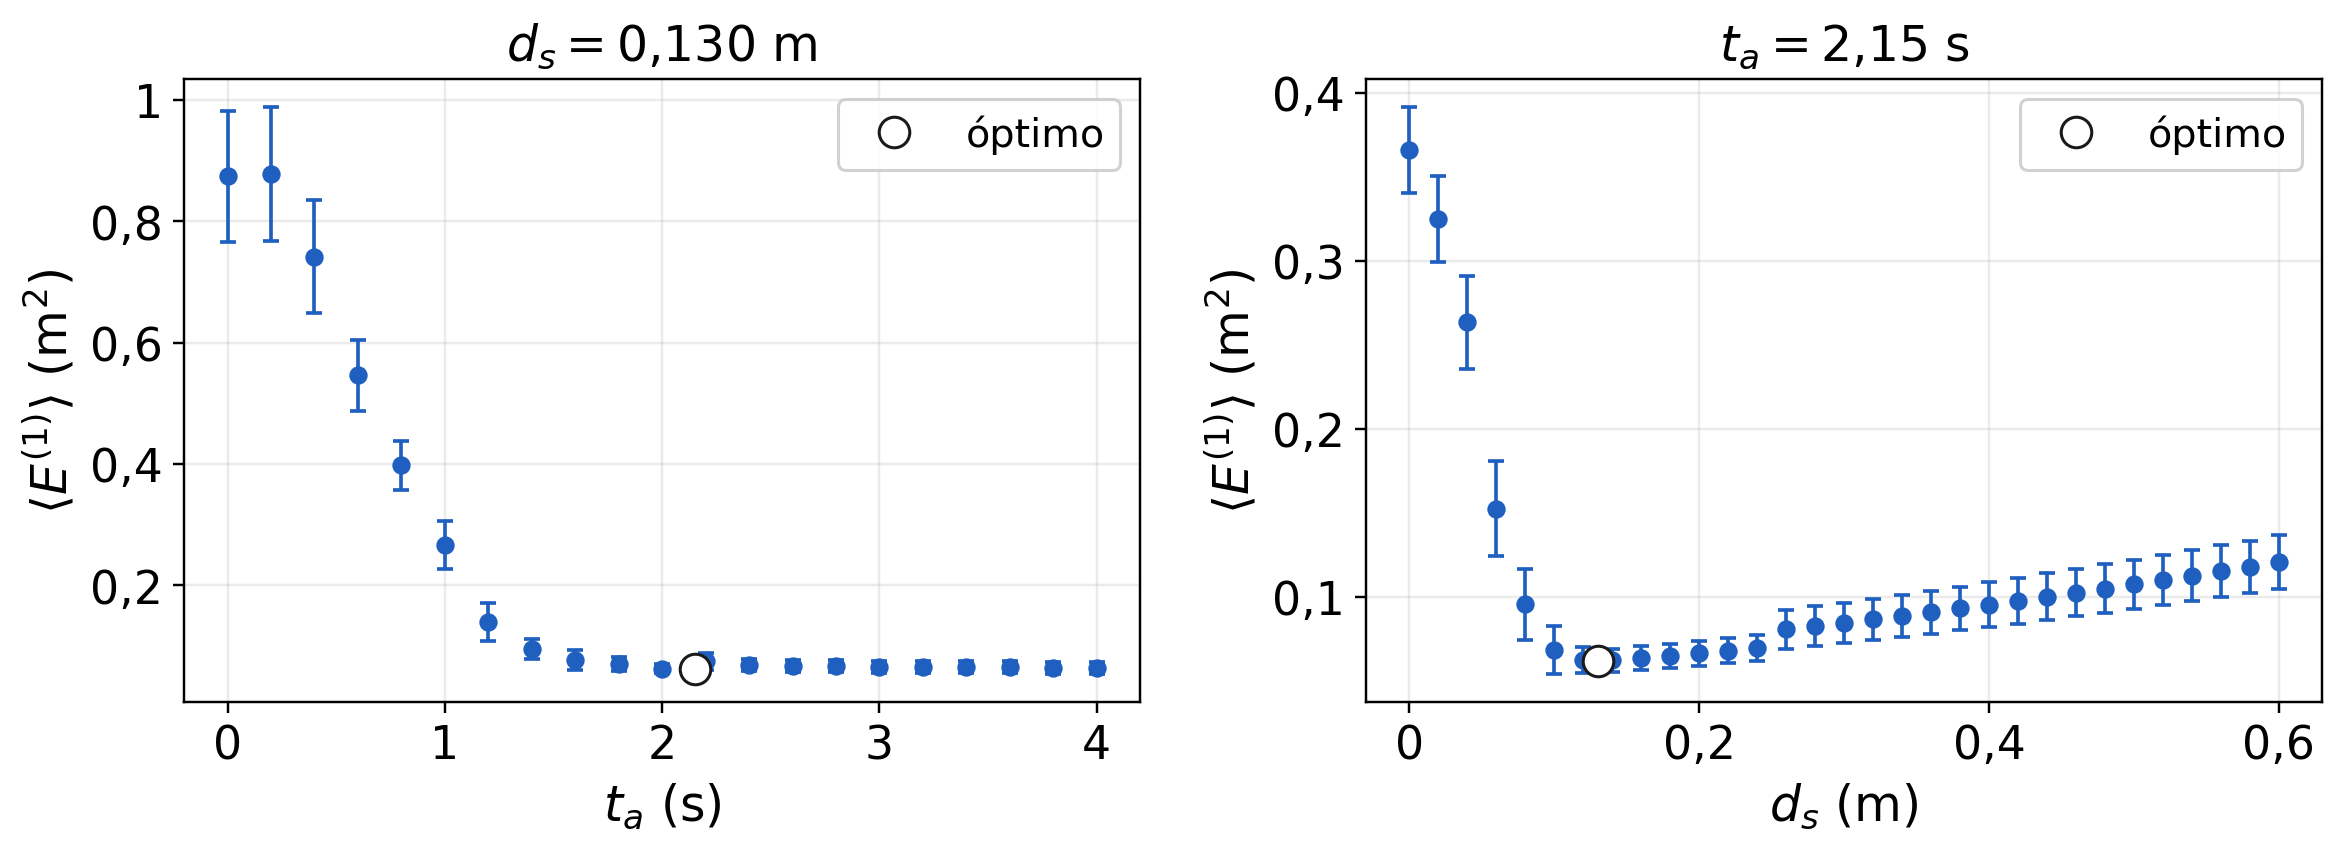 d_s = 0,130 m
⟨E^(1)⟩ (m^2)
1
0,8
0,6
0,4
0,2
óptimo
0 1 2 3 4
t_a (s)
t_a = 2,15 s
⟨E^(1)⟩ (m^2)
0,4
0,3
0,2
0,1
óptimo
0 0,2 0,4 0,6
d_s (m)